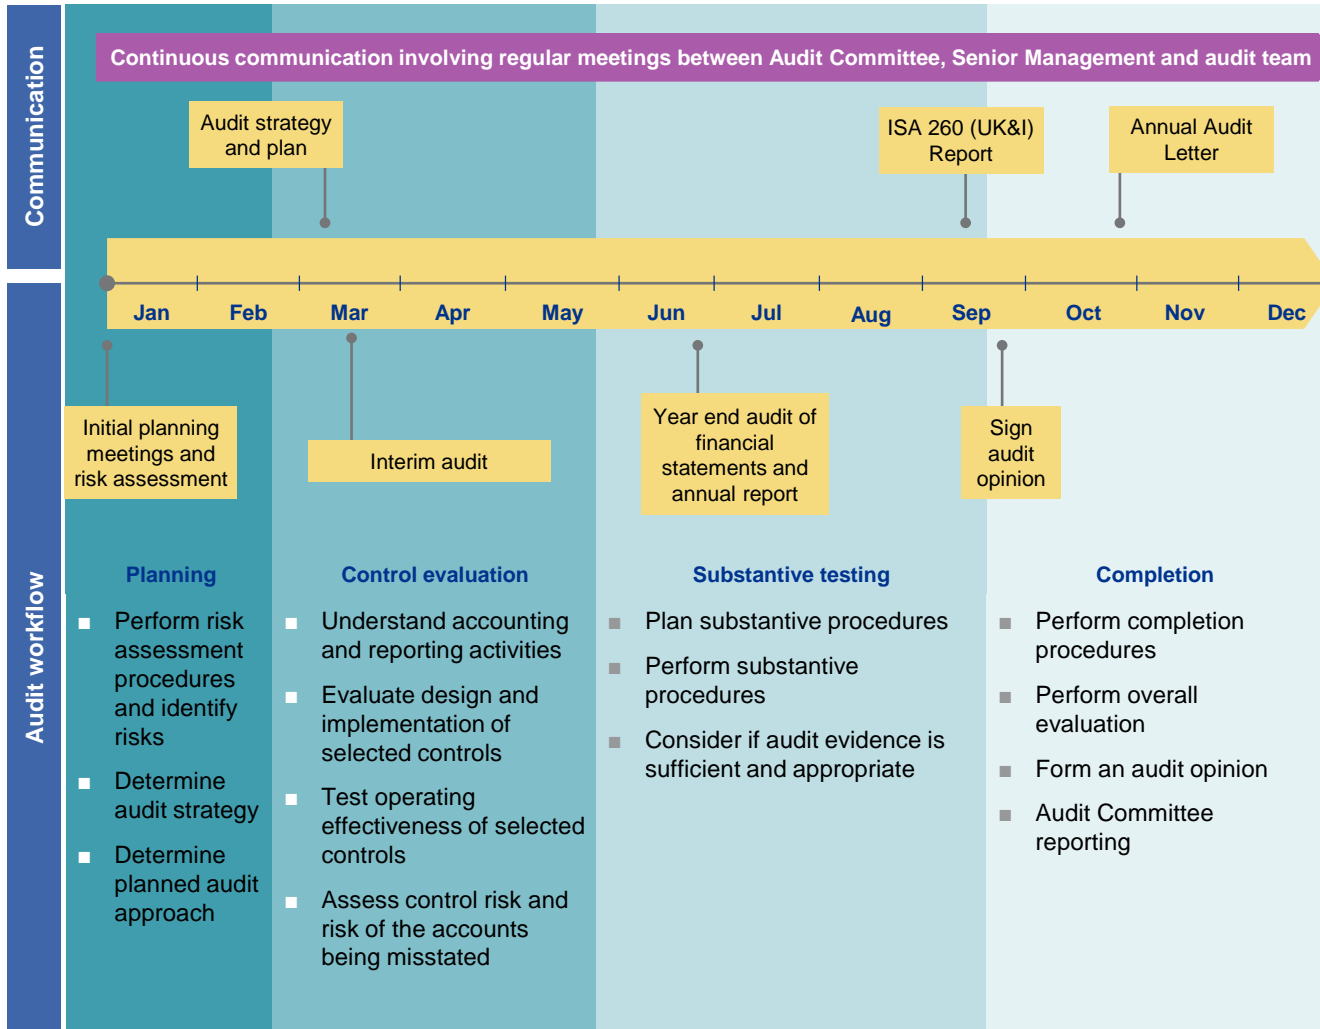 Communication
Continuous communication involving regular meetings between Audit Committee, Senior Management and audit team
Audit strategy
and plan
ISA 260 (UK&I)
Report
Annual Audit
Letter
Jan
Feb
Mar
Apr
May
Jun
Jul
Aug
Sep
Oct
Nov
Dec
Audit workflow
Initial planning
meetings and
risk assessment
Interim audit
Year end audit of
financial
statements and
annual report
Sign
audit
opinion
Planning
Perform risk
assessment
procedures
and identify
risks
Determine
audit strategy
Determine
planned audit
approach
Control evaluation
Understand accounting
and reporting activities
Evaluate design and
implementation of
selected controls
Test operating
effectiveness of selected
controls
Assess control risk and
risk of the accounts
being misstated
Substantive testing
Plan substantive procedures
Perform substantive
procedures
Consider if audit evidence is
sufficient and appropriate
Completion
Perform completion
procedures
Perform overall
evaluation
Form an audit opinion
Audit Committee
reporting